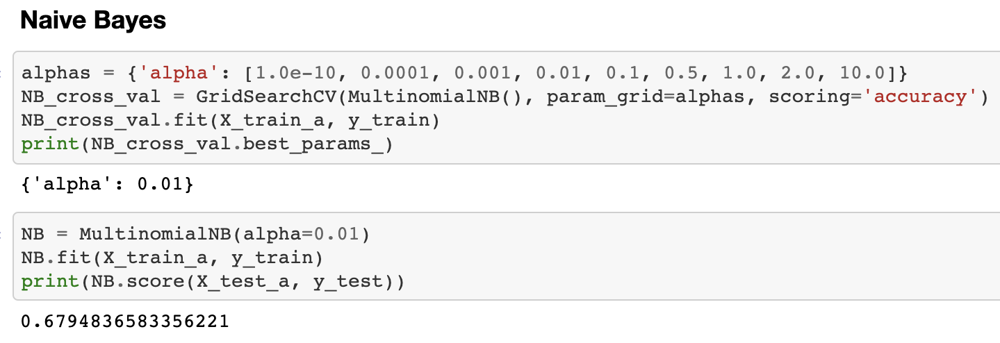 Naive Bayes
alphas = {'alpha': [1.0e-10, 0.0001, 0.001, 0.01, 0.1, 0.5, 1.0, 2.0, 10.0]}
NB_cross_val = GridSearchCV(MultinomialNB(), param_grid=alphas, scoring='accuracy')
NB_cross_val.fit(X_train_a, y_train)
print(NB_cross_val.best_params_)
{'alpha': 0.01}
NB = MultinomialNB(alpha=0.01)
NB.fit(X_train_a, y_train)
print(NB.score(X_test_a, y_test))
0.6794836583356221